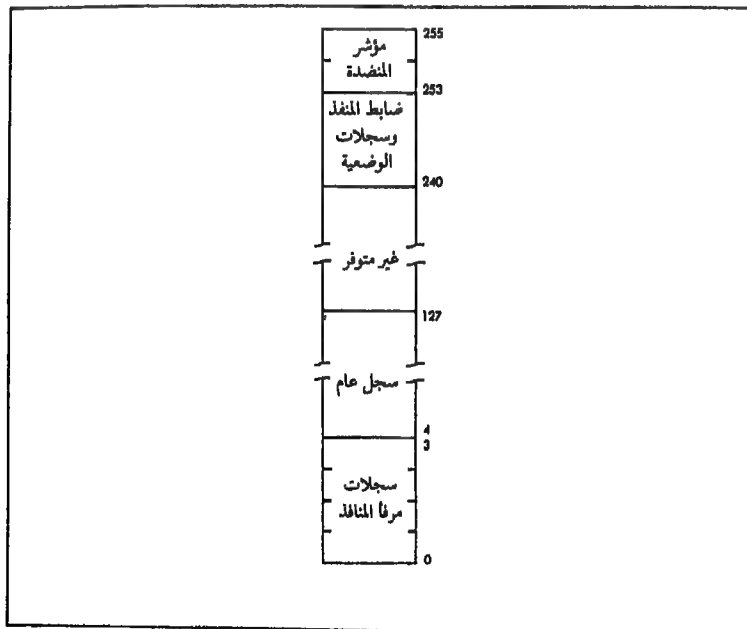 255
مؤشر
المنضدة
253
ضابط المنفذ
وسجلات
الوضعية
240
غير متوفر
127
سجل عام
4
3
سجلات
مرفأ المنافذ
0